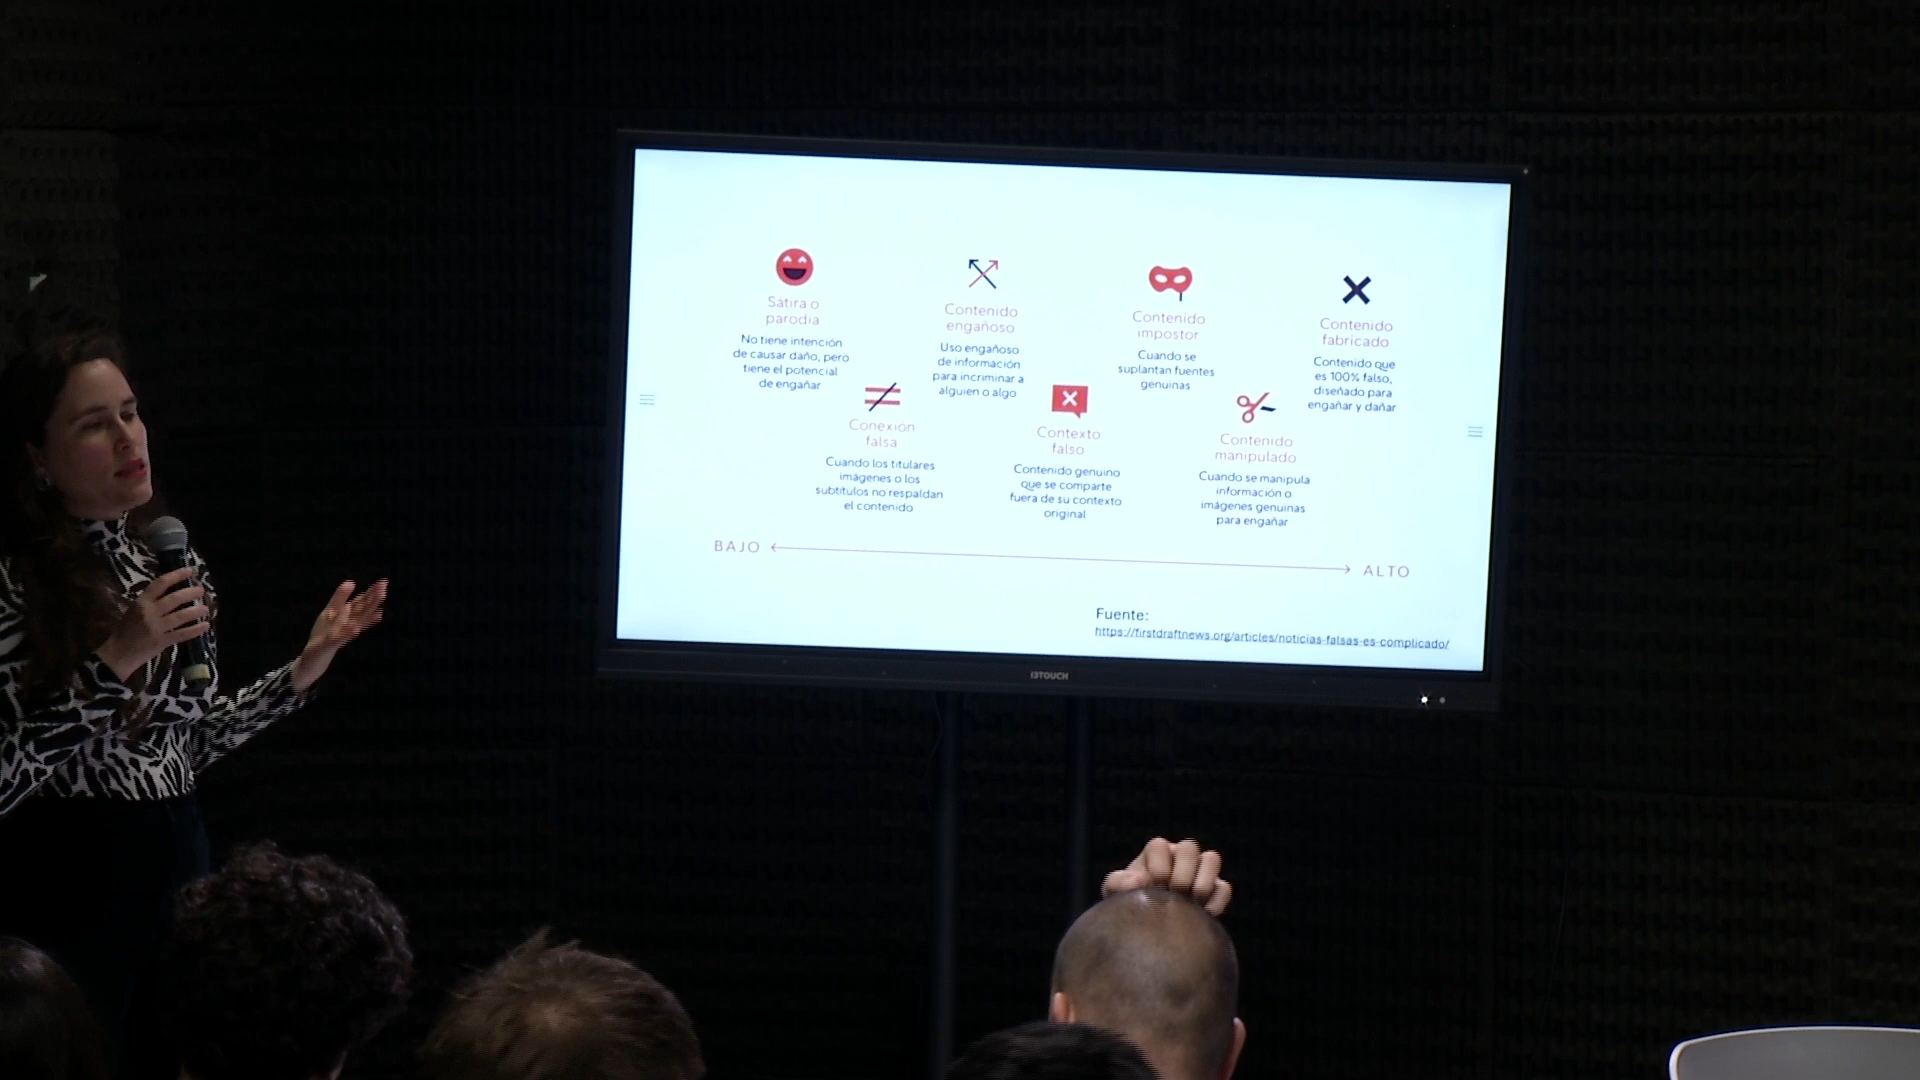 Sátira o
parodia
No tiene intención
de causar daño, pero
tiene el potencial
de engañar
Conexión
falsa
Cuando los titulares
imágenes o los
subtítulos no respaldan
el contenido
Contenido
engañoso
Uso engañoso
de información
para incriminar a
alguien o algo
Contexto
falso
Contenido genuino
que se comparte
fuera de su contexto
original
Contenido
impostor
Cuando se
suplantan fuentes
genuinas
Contenido
manipulado
Cuando se manipula
información o
imágenes genuinas
para engañar
Contenido
fabricado
Contenido que
es 100% falso,
diseñado para
engañar y dañar
BAJO
ALTO
Fuente:
https://firstdraftnews.org/articles/noticias-falsas-es-complicado/
i3TOUCH